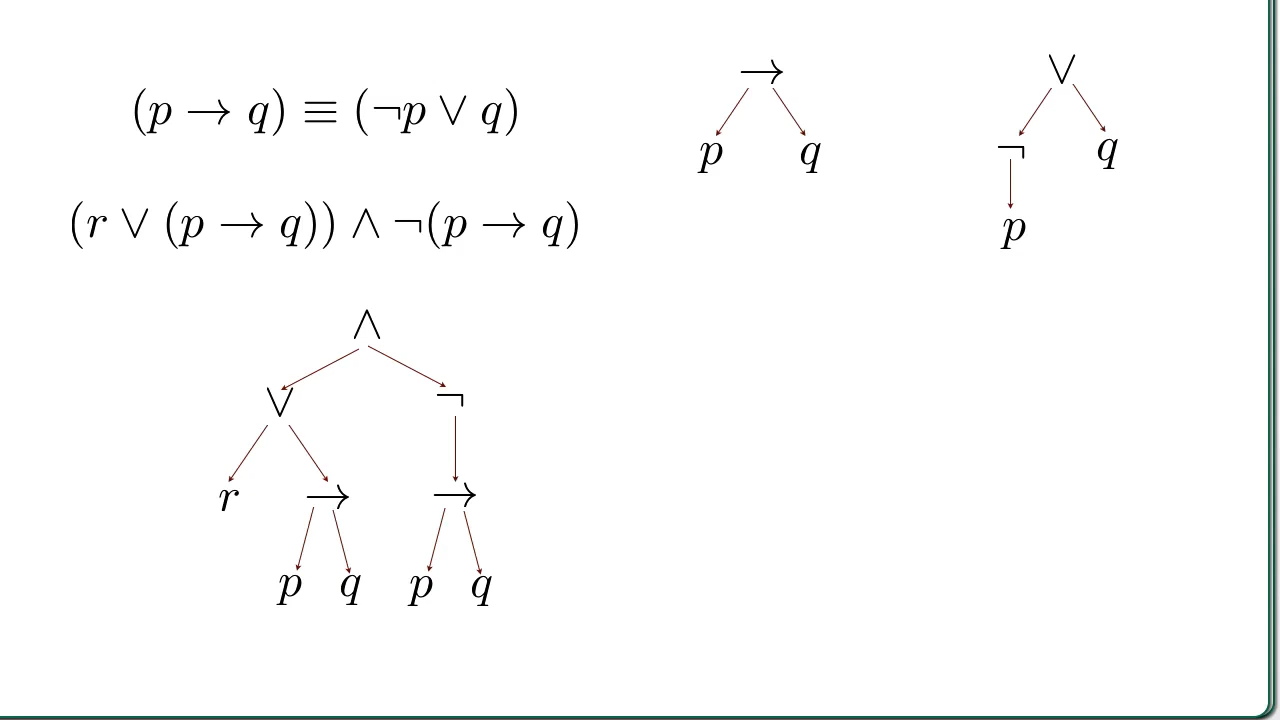 (p → q) ≡ (¬p ∨ q)
(r ∨ (p → q)) ∧ ¬(p → q)
→
p q
∨
¬ q
p
∧
∨ ¬
r → →
p q p q